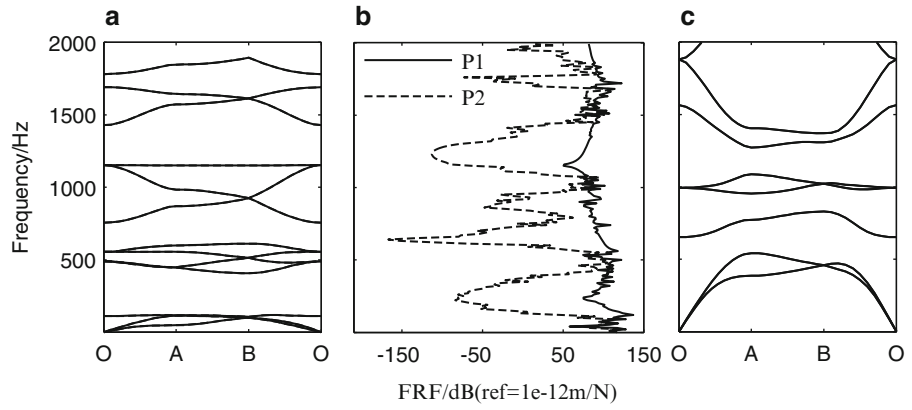 a
b
c
2000
1500
1000
500
Frequency/Hz
O
A
B
O
P1
P2
-150
-50
50
150
FRF/dB(ref=1e-12m/N)
O
A
B
O